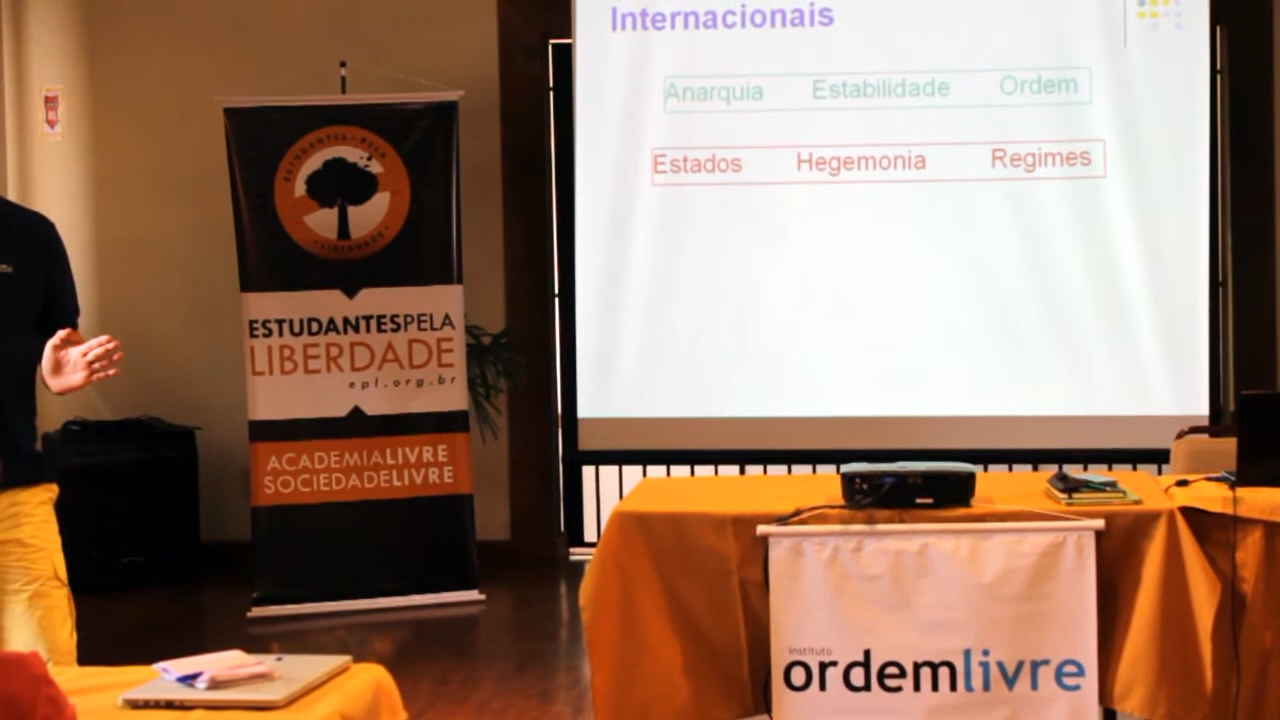 Internacionais
Anarquia Estabilidade Ordem
Estados Hegemonia Regimes
ESTUDANTES PELA
LIBERDADE
ESTUDANTESPELA
LIBERDADE
epl.org.br
ACADEMIALIVRE
SOCIEDADELIVRE
instituto
ordemlivre